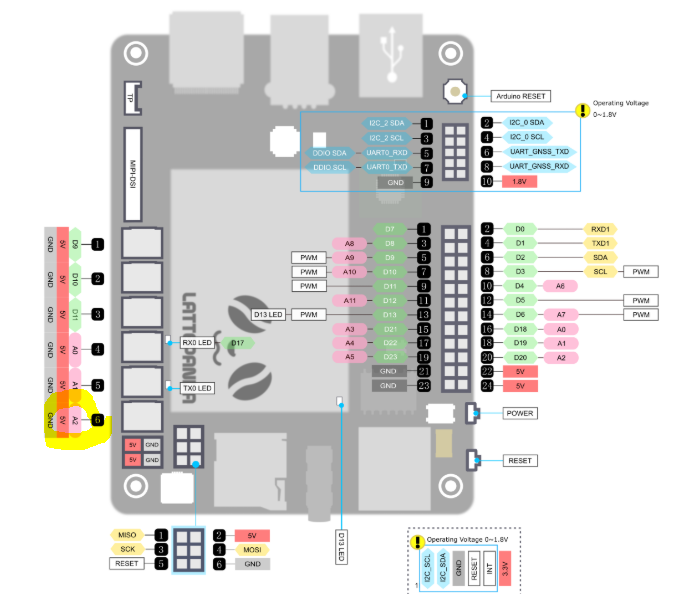 Arduino RESET
Operating Voltage
0~1.8V
TP
MIPI-DSI
I2C_2 SDA 1 2 I2C_0 SDA
I2C_2 SCL 3 4 I2C_0 SCL
DDIO SDA UART0_RXD 5 6 UART_GNSS_TXD
DDIO SCL UART0_TXD 7 8 UART_GNSS_RXD
GND 9 10 1.8V
D7 1 2 D0 RXD1
A8 D8 3 4 D1 TXD1
PWM A9 D9 5 6 D2 SDA
PWM A10 D10 7 8 D3 SCL PWM
PWM D11 9 10 D4 A6
A11 D12 11 12 D5 PWM
D13 LED PWM D13 13 14 D6 A7 PWM
A3 D21 15 16 D18 A0
A4 D22 17 18 D19 A1
A5 D23 19 20 D20 A2
GND 21 22 5V
GND 23 24 5V
GND 5V D9 1
GND 5V D10 2
GND 5V D11 3
GND 5V A0 4
GND 5V A1 5
GND 5V A2 6
LATTEPANDA
RX0 LED D17
TX0 LED
POWER
RESET
5V GND
5V GND
D13 LED
MISO 1 2 5V
SCK 3 4 MOSI
RESET 5 6 GND
Operating Voltage 0~1.8V
1 I2C_SCL I2C_SDA GND RESET INT 3.3V